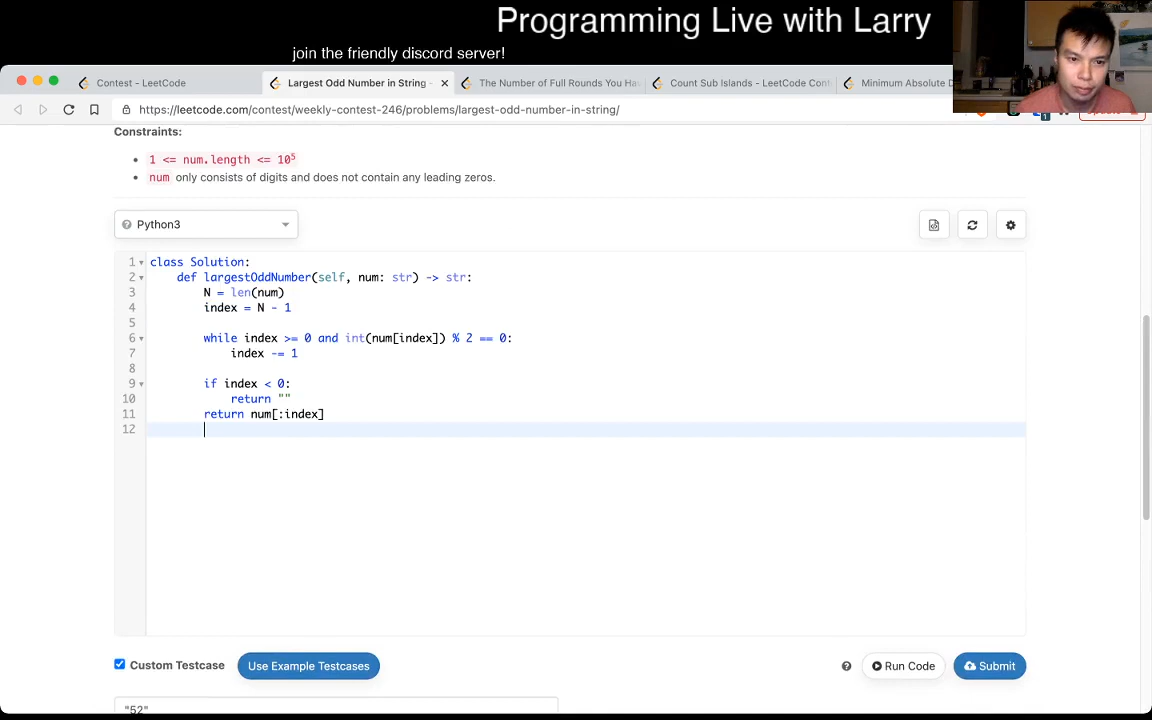 Programming Live with Larry
join the friendly discord server!
Contest - LeetCode
Largest Odd Number in String -
The Number of Full Rounds You Ha
Count Sub Islands - LeetCode Cont
Minimum Absolute D
https://leetcode.com/contest/weekly-contest-246/problems/largest-odd-number-in-string/
Constraints:
• 1 <= num.length <= 10⁵
• num only consists of digits and does not contain any leading zeros.
Python3
1 class Solution:
2     def largestOddNumber(self, num: str) -> str:
3         N = len(num)
4         index = N - 1
5
6         while index >= 0 and int(num[index]) % 2 == 0:
7             index -= 1
8
9         if index < 0:
10             return ""
11         return num[:index]
12
Custom Testcase
Use Example Testcases
Run Code
Submit
"52"